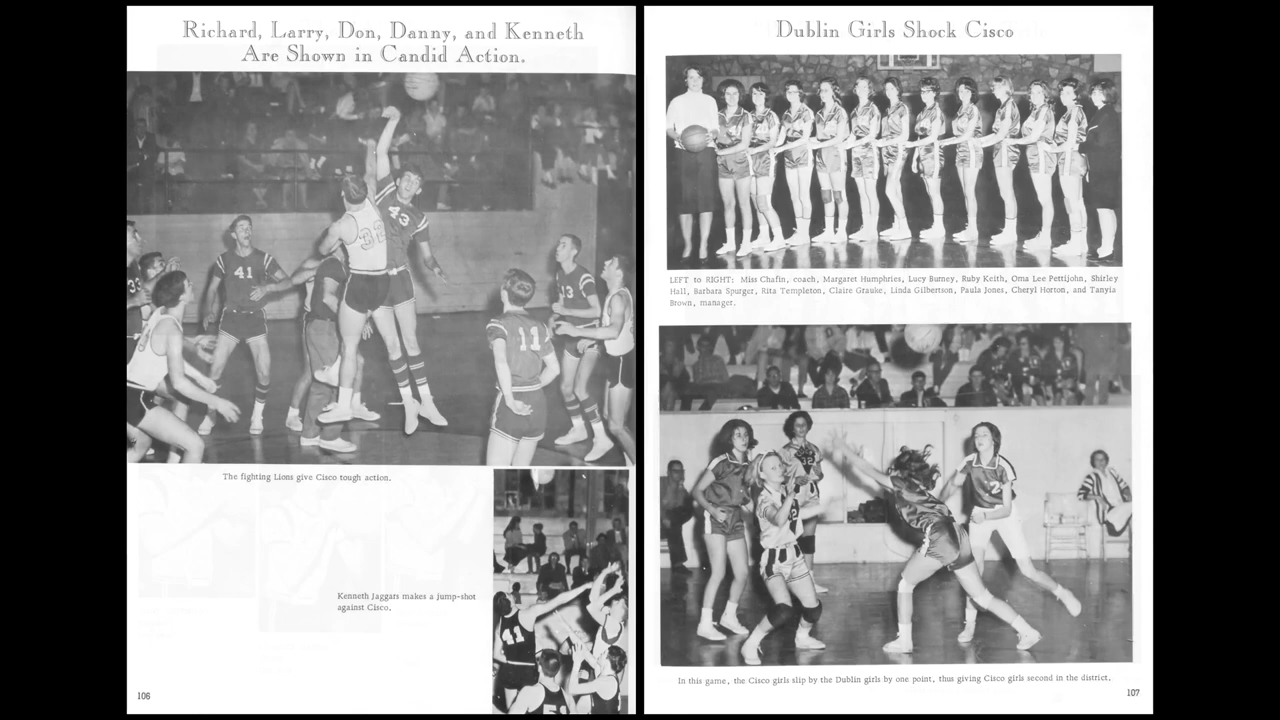 Richard, Larry, Don, Danny, and Kenneth
Are Shown in Candid Action.
33
41
31
43
13
11
The fighting Lions give Cisco tough action.
Kenneth Jaggars makes a jump-shot
against Cisco.
41
106
Dublin Girls Shock Cisco
LEFT to RIGHT: Miss Chafin, coach, Margaret Humphries, Lucy Burney, Ruby Keith, Oma Lee Pettijohn, Shirley
Hall, Barbara Spurger, Rita Templeton, Claire Grauke, Linda Gilbertson, Paula Jones, Cheryl Horton, and Tanyia
Brown, manager.
32
In this game, the Cisco girls slip by the Dublin girls by one point, thus giving Cisco girls second in the district.
107